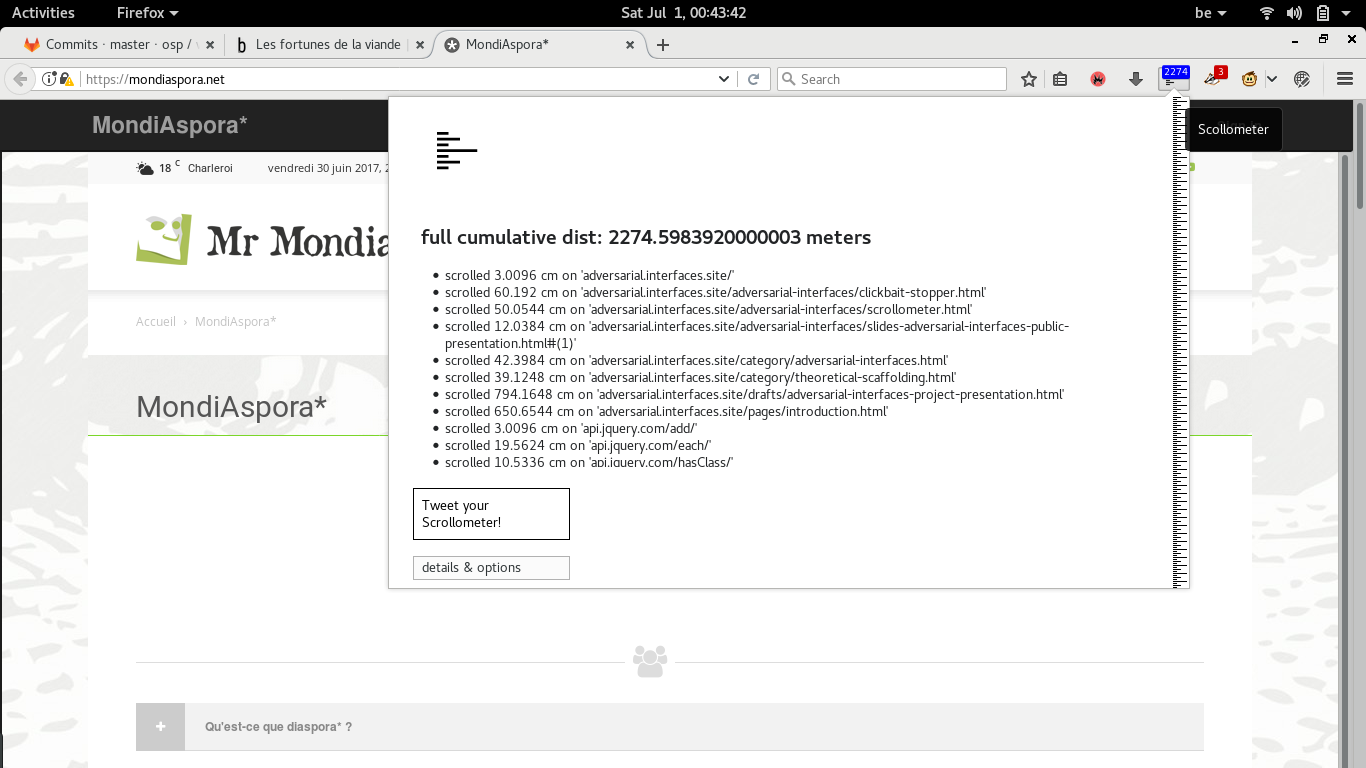 Activities Firefox Sat Jul 1, 00:43:42 be
Commits · master · osp / Les fortunes de la viande MondiAspora*
https://mondiaspora.net Search 2274 3
MondiAspora*
Scollometer
18 C Charleroi vendredi 30 juin 2017, 2
Mr Mondia
Accueil › MondiAspora*
MondiAspora*
full cumulative dist: 2274.5983920000003 meters
• scrolled 3.0096 cm on 'adversarial.interfaces.site/'
• scrolled 60.192 cm on 'adversarial.interfaces.site/adversarial-interfaces/clickbait-stopper.html'
• scrolled 50.0544 cm on 'adversarial.interfaces.site/adversarial-interfaces/scrollometer.html'
• scrolled 12.0384 cm on 'adversarial.interfaces.site/adversarial-interfaces/slides-adversarial-interfaces-public-
presentation.html#(1)'
• scrolled 42.3984 cm on 'adversarial.interfaces.site/category/adversarial-interfaces.html'
• scrolled 39.1248 cm on 'adversarial.interfaces.site/category/theoretical-scaffolding.html'
• scrolled 794.1648 cm on 'adversarial.interfaces.site/drafts/adversarial-interfaces-project-presentation.html'
• scrolled 650.6544 cm on 'adversarial.interfaces.site/pages/introduction.html'
• scrolled 3.0096 cm on 'api.jquery.com/add/'
• scrolled 19.5624 cm on 'api.jquery.com/each/'
• scrolled 10.5336 cm on 'api.jquery.com/hasClass/'
Tweet your
Scrollometer!
details & options
+ Qu'est-ce que diaspora* ?